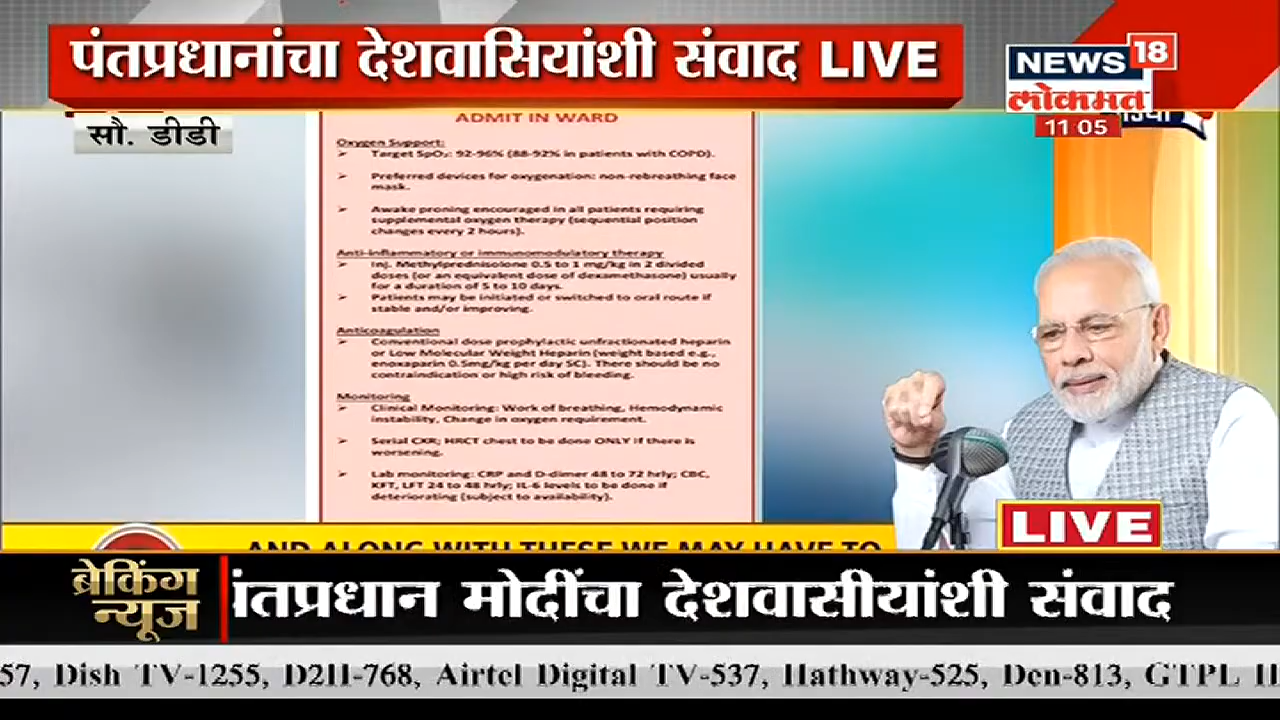 पंतप्रधानांचा देशवासियांशी संवाद LIVE
NEWS 18
लोकमत
11 05
सौ. डीडी
ADMIT IN WARD
Oxygen Support:
➢ Target SpO₂: 92-96% (88-92% in patients with COPD).
➢ Preferred devices for oxygenation: non-rebreathing face
mask.
➢ Awake proning encouraged in all patients requiring
supplemental oxygen therapy (sequential position
changes every 2 hours).
Anti-inflammatory or immunomodulatory therapy
➢ Inj. Methylprednisolone 0.5 to 1 mg/kg in 2 divided
doses (or an equivalent dose of dexamethasone) usually
for a duration of 5 to 10 days.
➢ Patients may be initiated or switched to oral route if
stable and/or improving.
Anticoagulation
➢ Conventional dose prophylactic unfractionated heparin
or Low Molecular Weight Heparin (weight based e.g.,
enoxaparin 0.5mg/kg per day SC). There should be no
contraindication or high risk of bleeding.
Monitoring
➢ Clinical Monitoring: Work of breathing, Hemodynamic
instability, Change in oxygen requirement.
➢ Serial CXR; HRCT chest to be done ONLY if there is
worsening.
➢ Lab monitoring: CRP and D-dimer 48 to 72 hrly; CBC,
KFT, LFT 24 to 48 hrly; IL-6 levels to be done if
deteriorating (subject to availability).
LIVE
AND ALONG WITH THESE WE MAY HAVE TO
ब्रेकिंग
न्यूज
पंतप्रधान मोदींचा देशवासीयांशी संवाद
57, Dish TV-1255, D2H-768, Airtel Digital TV-537, Hathway-525, Den-813, GTPL